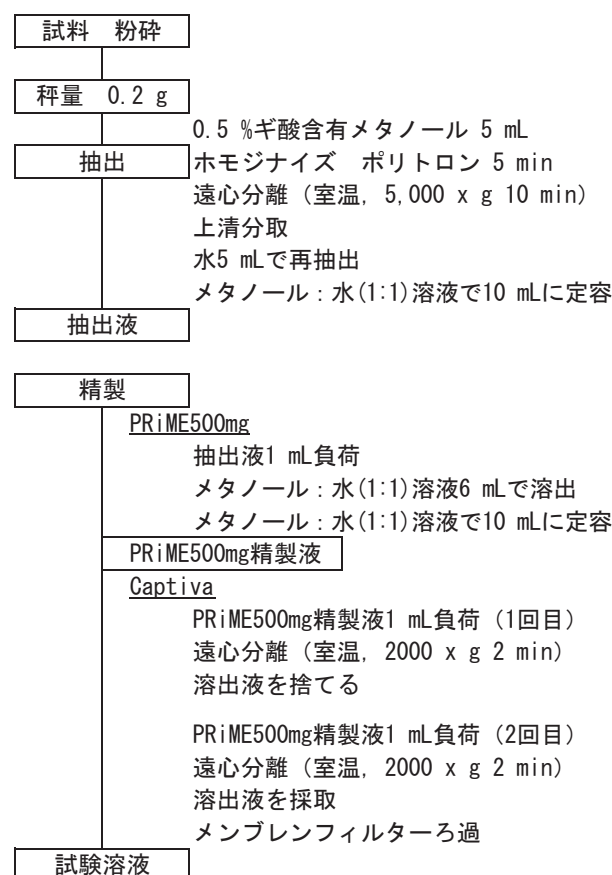 試料　粉砕
秤量　0.2 g
0.5 %ギ酸含有メタノール 5 mL
抽出
ホモジナイズ　ポリトロン 5 min
遠心分離（室温, 5,000 x g 10 min）
上清分取
水5 mLで再抽出
メタノール：水(1:1)溶液で10 mLに定容
抽出液
精製
PRiME500mg
抽出液1 mL負荷
メタノール：水(1:1)溶液6 mLで溶出
メタノール：水(1:1)溶液で10 mLに定容
PRiME500mg精製液
Captiva
PRiME500mg精製液1 mL負荷（1回目）
遠心分離（室温, 2000 x g 2 min）
溶出液を捨てる
PRiME500mg精製液1 mL負荷（2回目）
遠心分離（室温, 2000 x g 2 min）
溶出液を採取
メンブレンフィルターろ過
試験溶液